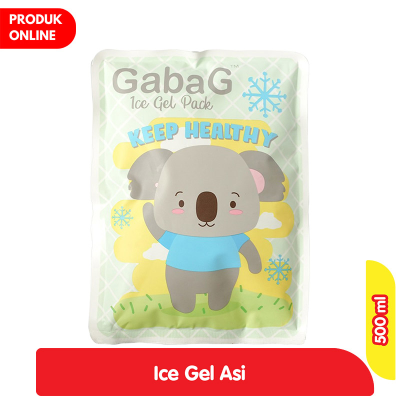 PRODUK
ONLINE
GabaG
Ice Gel Pack
KEEP HEALTHY
500 ml
Ice Gel Asi